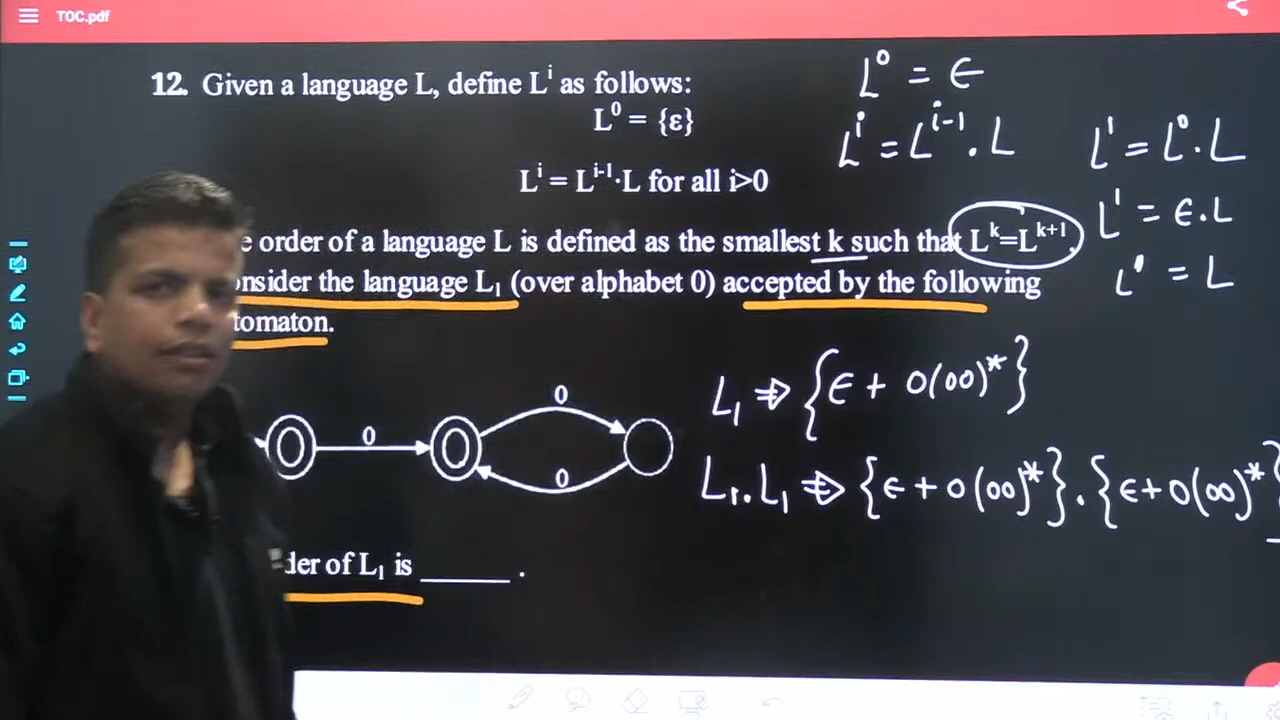 TOC.pdf
12. Given a language L, define Lⁱ as follows:
L⁰ = {ε}
Lⁱ = Lⁱ⁻¹·L for all i>0
order of a language L is defined as the smallest k such that Lᵏ=Lᵏ⁺¹.
the language L₁ (over alphabet 0) accepted by the following
L⁰ = ϵ
Lⁱ = Lⁱ⁻¹ . L
L¹ = L⁰ . L
L¹ = ϵ . L
L¹ = L
0
0
0
L₁ ⇒ {ϵ + 0(00)*}
L₁.L₁ ⇒ {ϵ + 0(00)*}.{ϵ+0(00)*}
of L₁ is ______ .